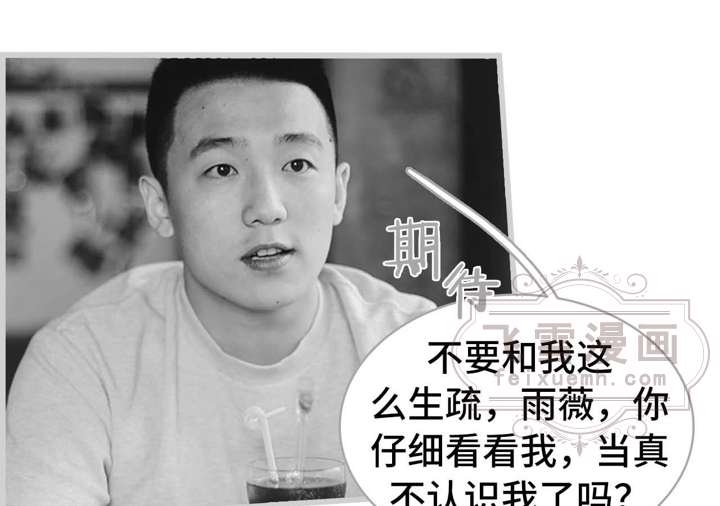 期待
飞雪漫画
feixuemh.com
不要和我这
么生疏，雨薇，你
仔细看看我，当真
不认识我了吗？